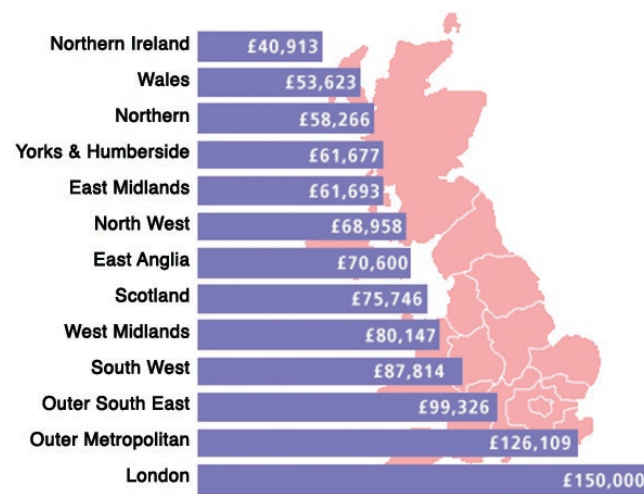 Northern Ireland £40,913
Wales £53,623
Northern £58,266
Yorks & Humberside £61,677
East Midlands £61,693
North West £68,958
East Anglia £70,600
Scotland £75,746
West Midlands £80,147
South West £87,814
Outer South East £99,326
Outer Metropolitan £126,109
London £150,000